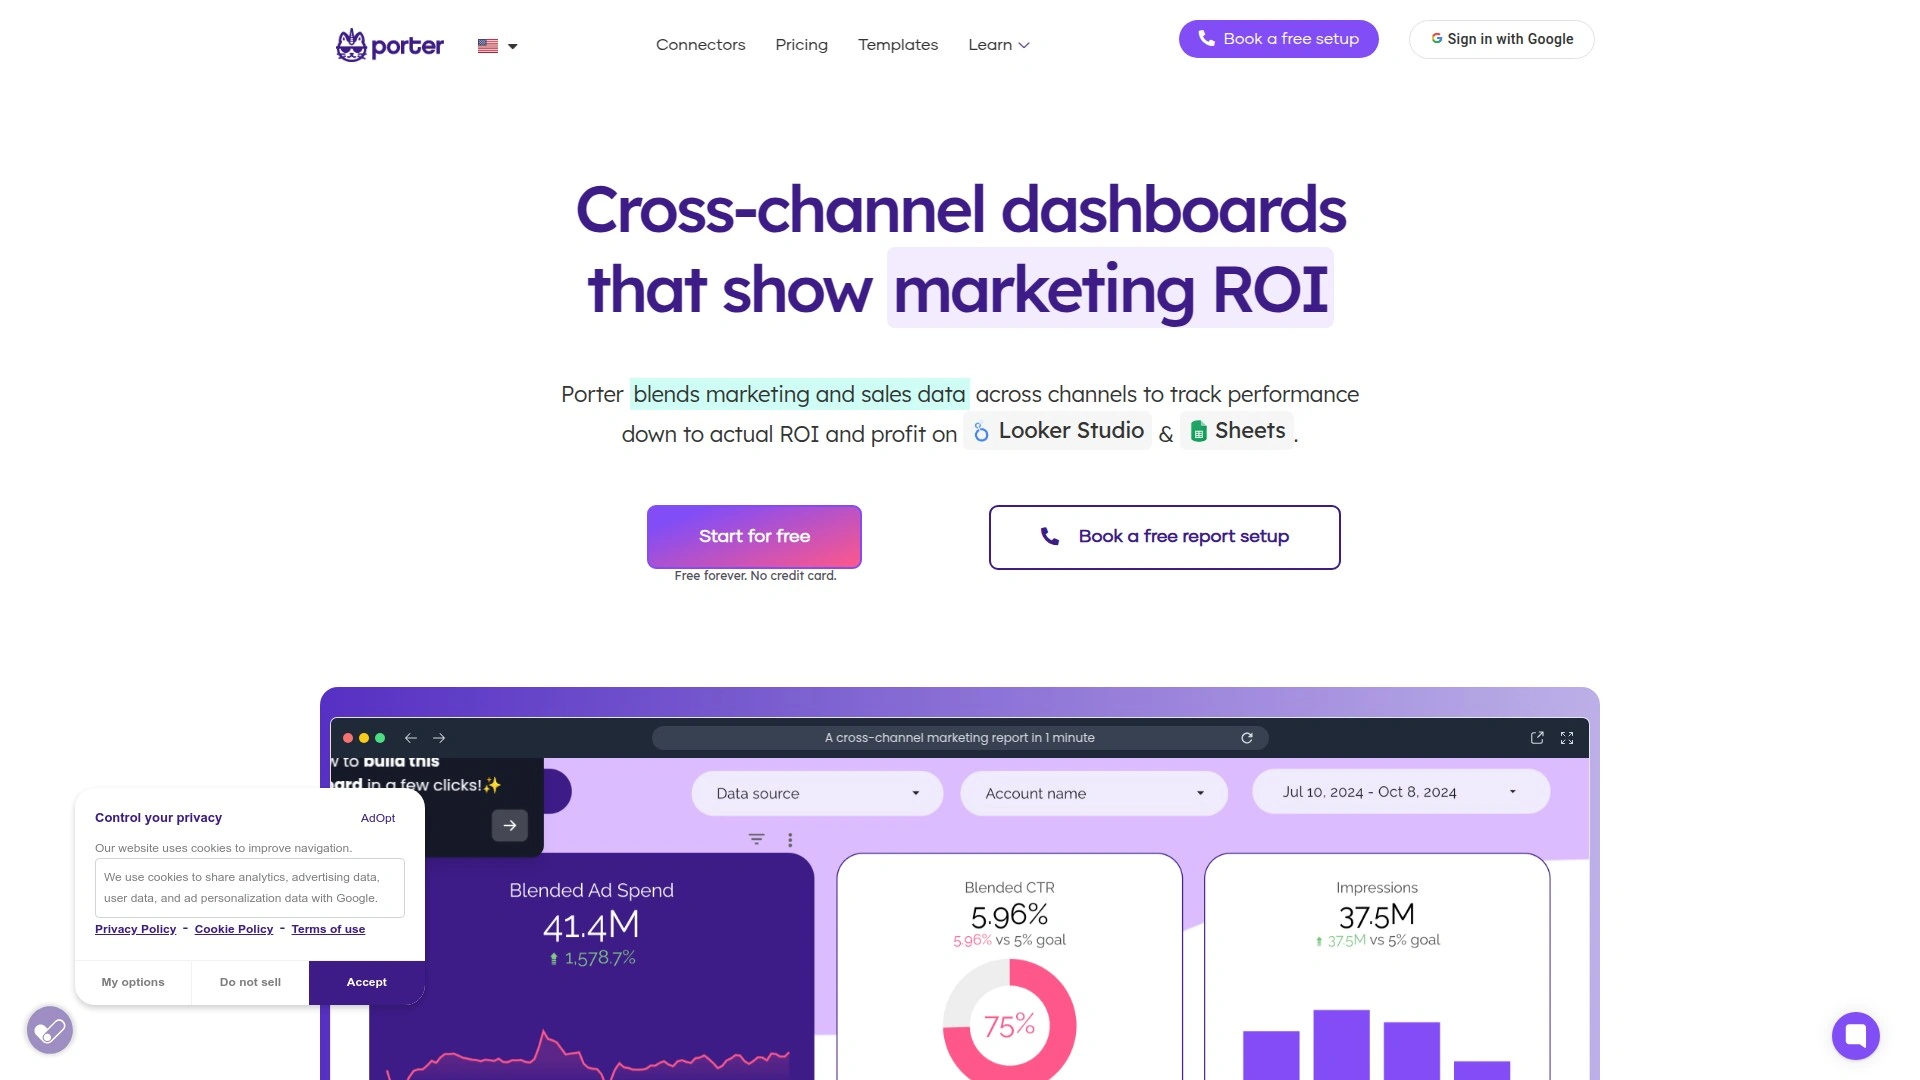 porter
Connectors
Pricing
Templates
Learn
Book a free setup
Sign in with Google
Cross-channel dashboards
that show marketing ROI
Porter blends marketing and sales data across channels to track performance
down to actual ROI and profit on Looker Studio & Sheets.
Start for free
Free forever. No credit card.
Book a free report setup
A cross-channel marketing report in 1 minute
to build this
in a few clicks!✨
Data source
Account name
Jul 10, 2024 - Oct 8, 2024
Blended Ad Spend
41.4M
1,578.7%
Blended CTR
5.96%
5.96% vs 5% goal
75%
Impressions
37.5M
37.5M vs 5% goal
Control your privacy
AdOpt
Our website uses cookies to improve navigation.
We use cookies to share analytics, advertising data,
user data, and ad personalization data with Google.
Privacy Policy - Cookie Policy - Terms of use
My options
Do not sell
Accept